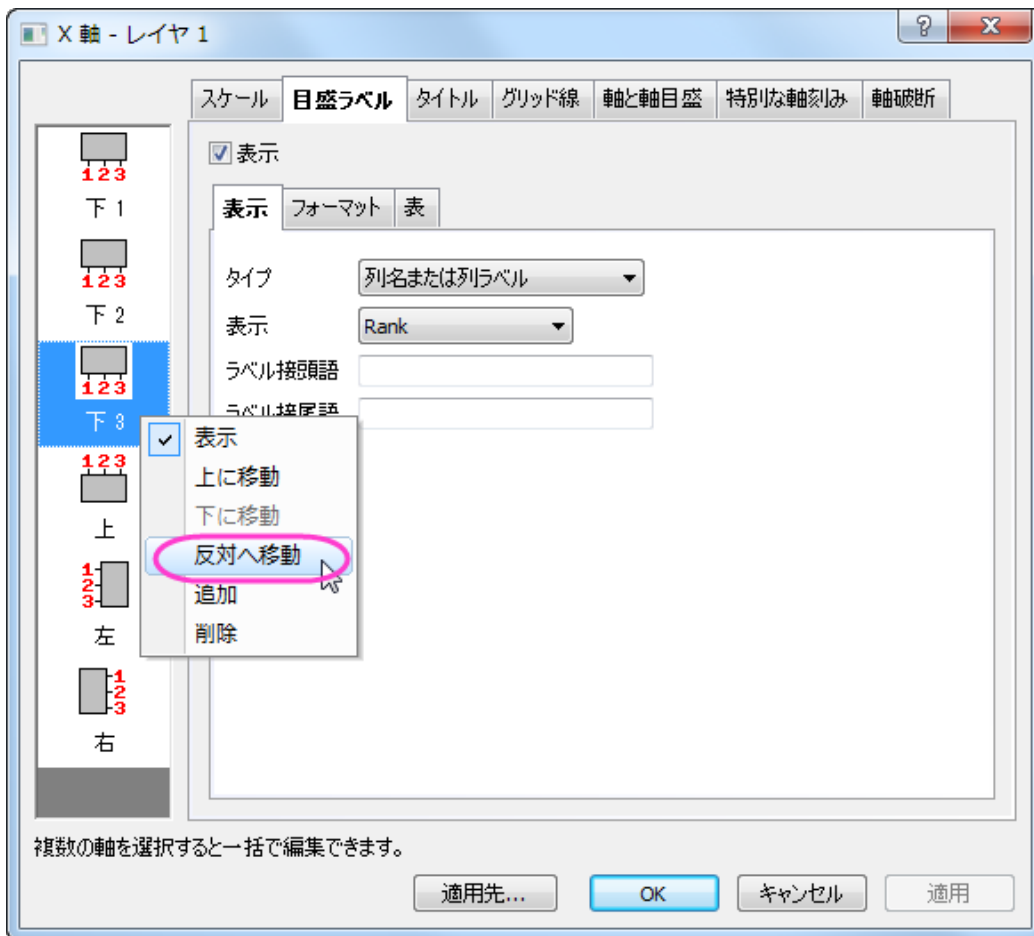 X 軸 - レイヤ 1
スケール 目盛ラベル タイトル グリッド線 軸と軸目盛 特別な軸刻み 軸破断
表示
表示 フォーマット 表
タイプ 列名または列ラベル
表示 Rank
ラベル接頭語
ラベル接尾語
123
下 1
123
下 2
123
下 3
123
上
1
2
3
左
1
2
3
右
表示
上に移動
下に移動
反対へ移動
追加
削除
複数の軸を選択すると一括で編集できます。
適用先... OK キャンセル 適用